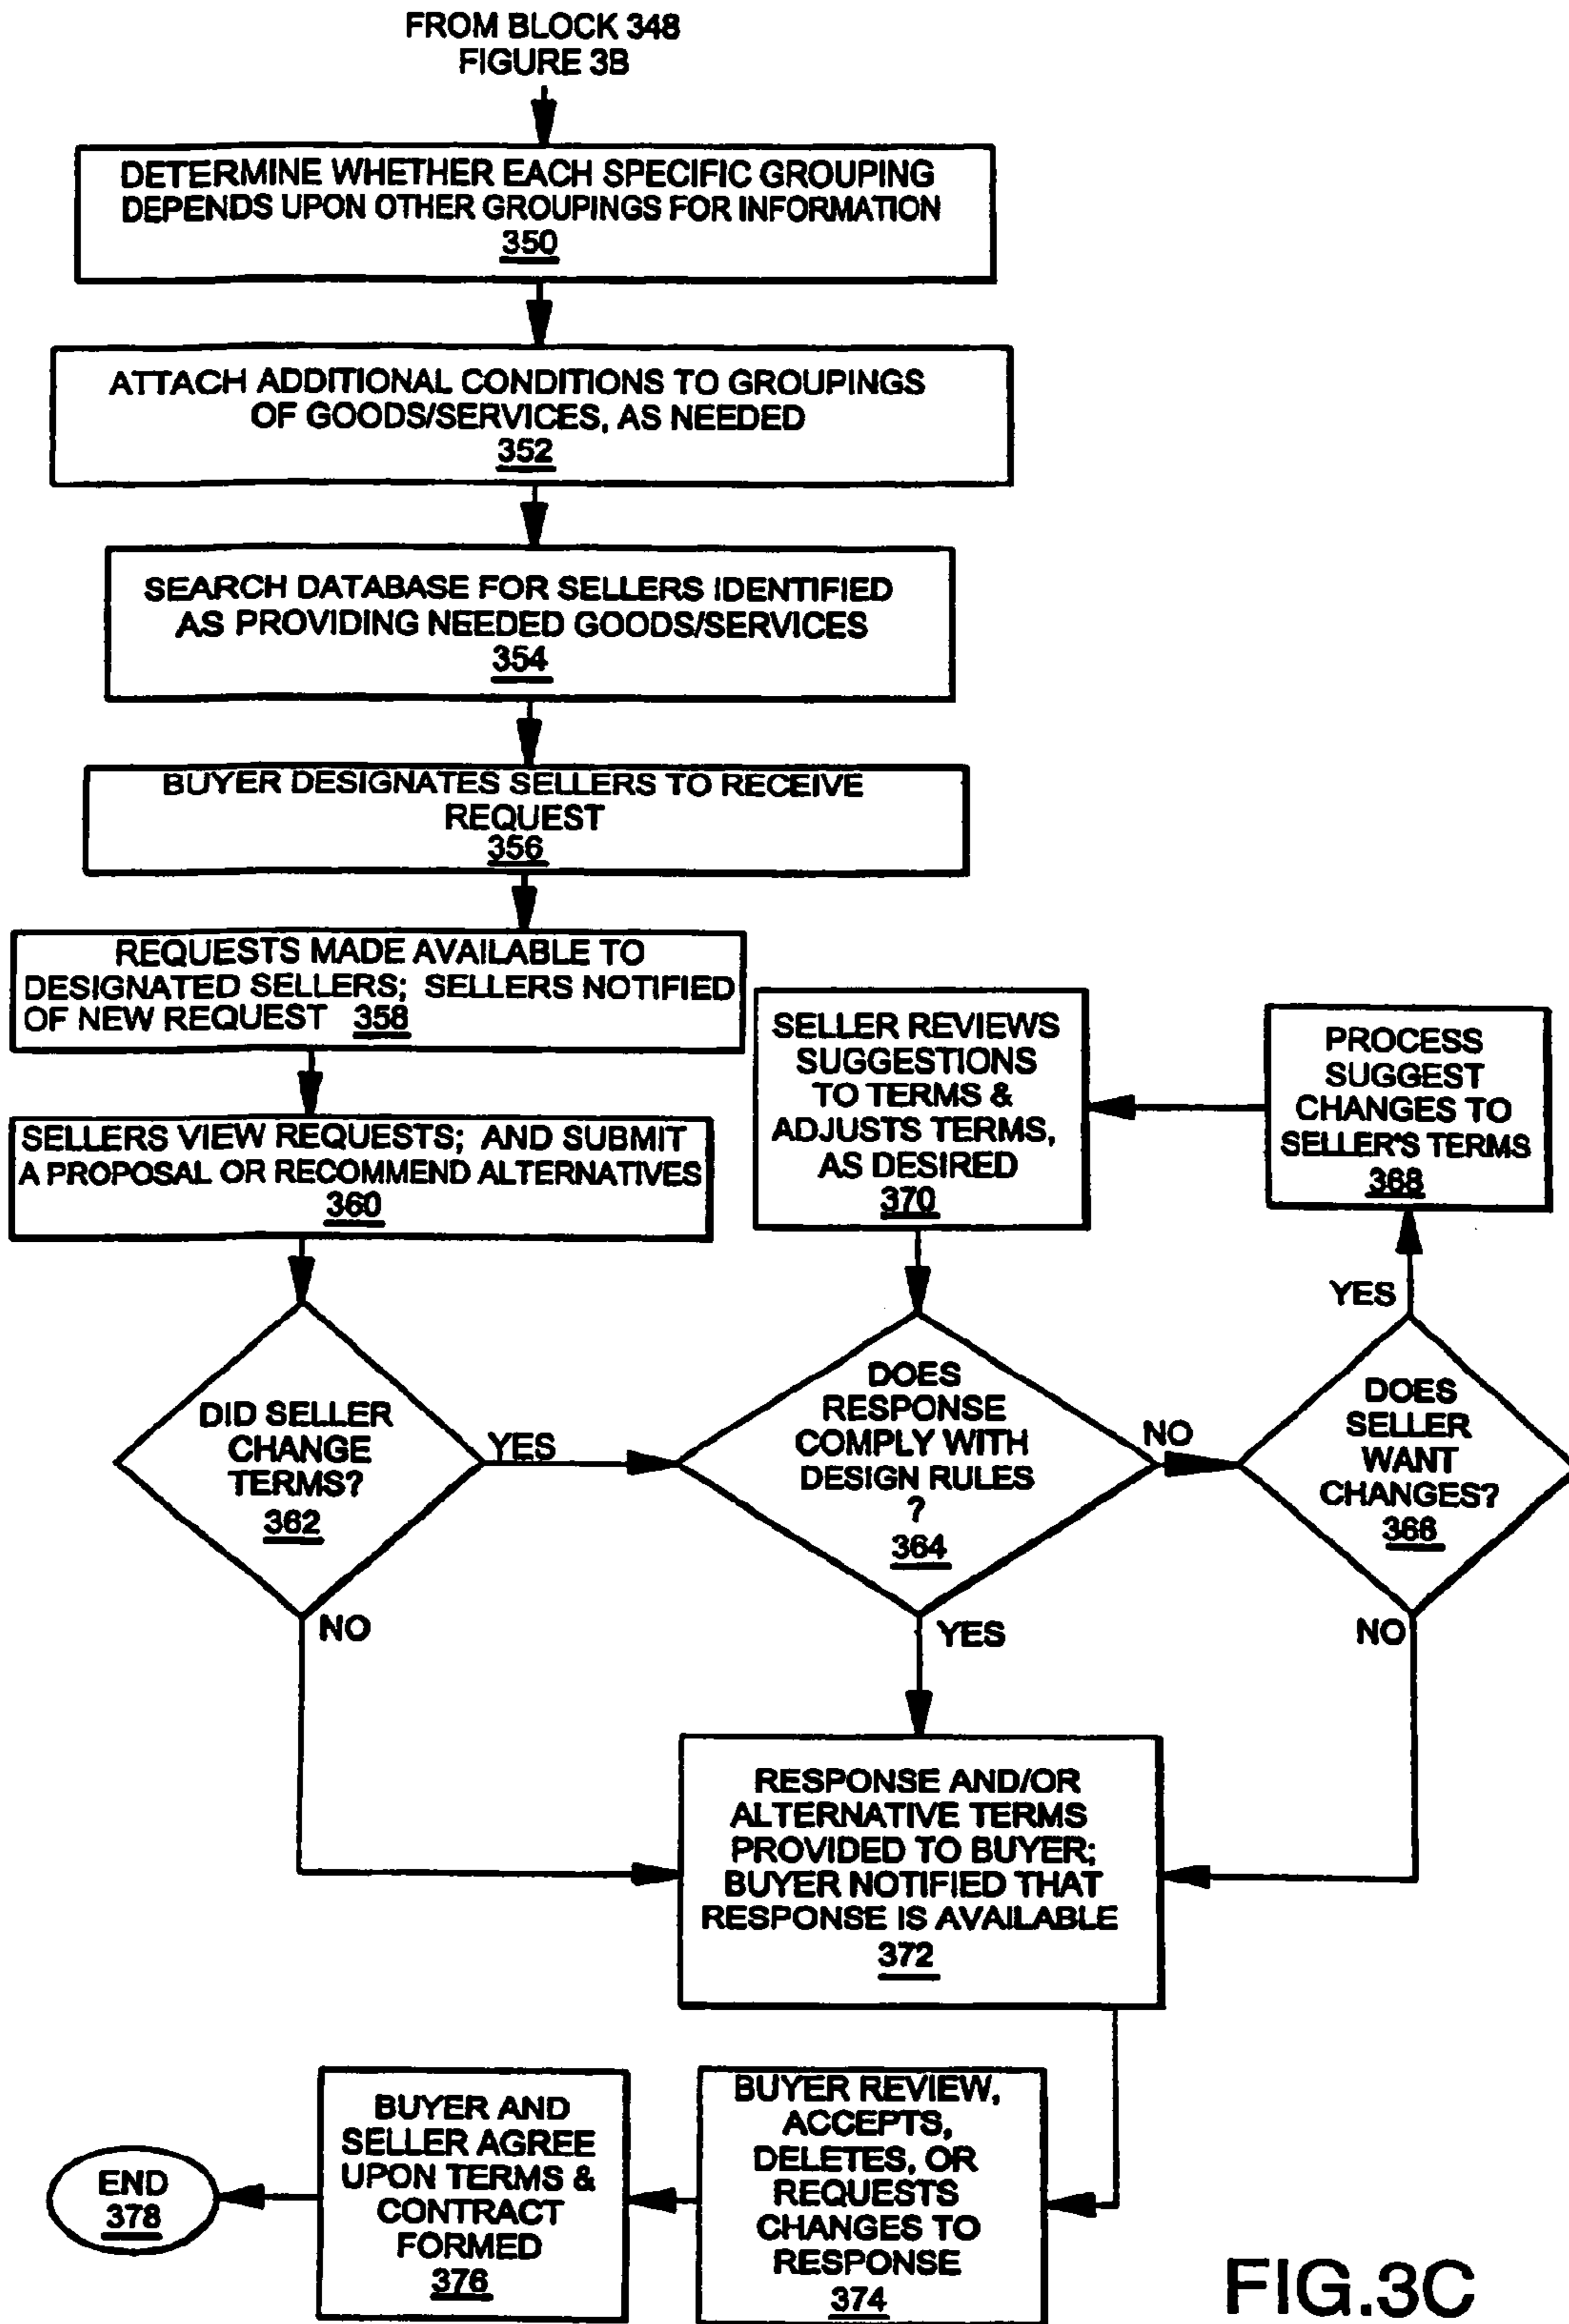 FROM BLOCK 348
FIGURE 3B
DETERMINE WHETHER EACH SPECIFIC GROUPING
DEPENDS UPON OTHER GROUPINGS FOR INFORMATION
350
ATTACH ADDITIONAL CONDITIONS TO GROUPINGS
OF GOODS/SERVICES, AS NEEDED
352
SEARCH DATABASE FOR SELLERS IDENTIFIED
AS PROVIDING NEEDED GOODS/SERVICES
354
BUYER DESIGNATES SELLERS TO RECEIVE
REQUEST
356
REQUESTS MADE AVAILABLE TO
DESIGNATED SELLERS; SELLERS NOTIFIED
OF NEW REQUEST 358
SELLERS VIEW REQUESTS; AND SUBMIT
A PROPOSAL OR RECOMMEND ALTERNATIVES
360
SELLER REVIEWS
SUGGESTIONS
TO TERMS &
ADJUSTS TERMS,
AS DESIRED
370
PROCESS
SUGGEST
CHANGES TO
SELLER'S TERMS
368
DID SELLER
CHANGE
TERMS?
362
YES
NO
DOES
RESPONSE
COMPLY WITH
DESIGN RULES
?
364
NO
YES
YES
DOES
SELLER
WANT
CHANGES?
366
NO
RESPONSE AND/OR
ALTERNATIVE TERMS
PROVIDED TO BUYER;
BUYER NOTIFIED THAT
RESPONSE IS AVAILABLE
372
BUYER REVIEW,
ACCEPTS,
DELETES, OR
REQUESTS
CHANGES TO
RESPONSE
374
BUYER AND
SELLER AGREE
UPON TERMS &
CONTRACT
FORMED
376
END
378
FIG.3C